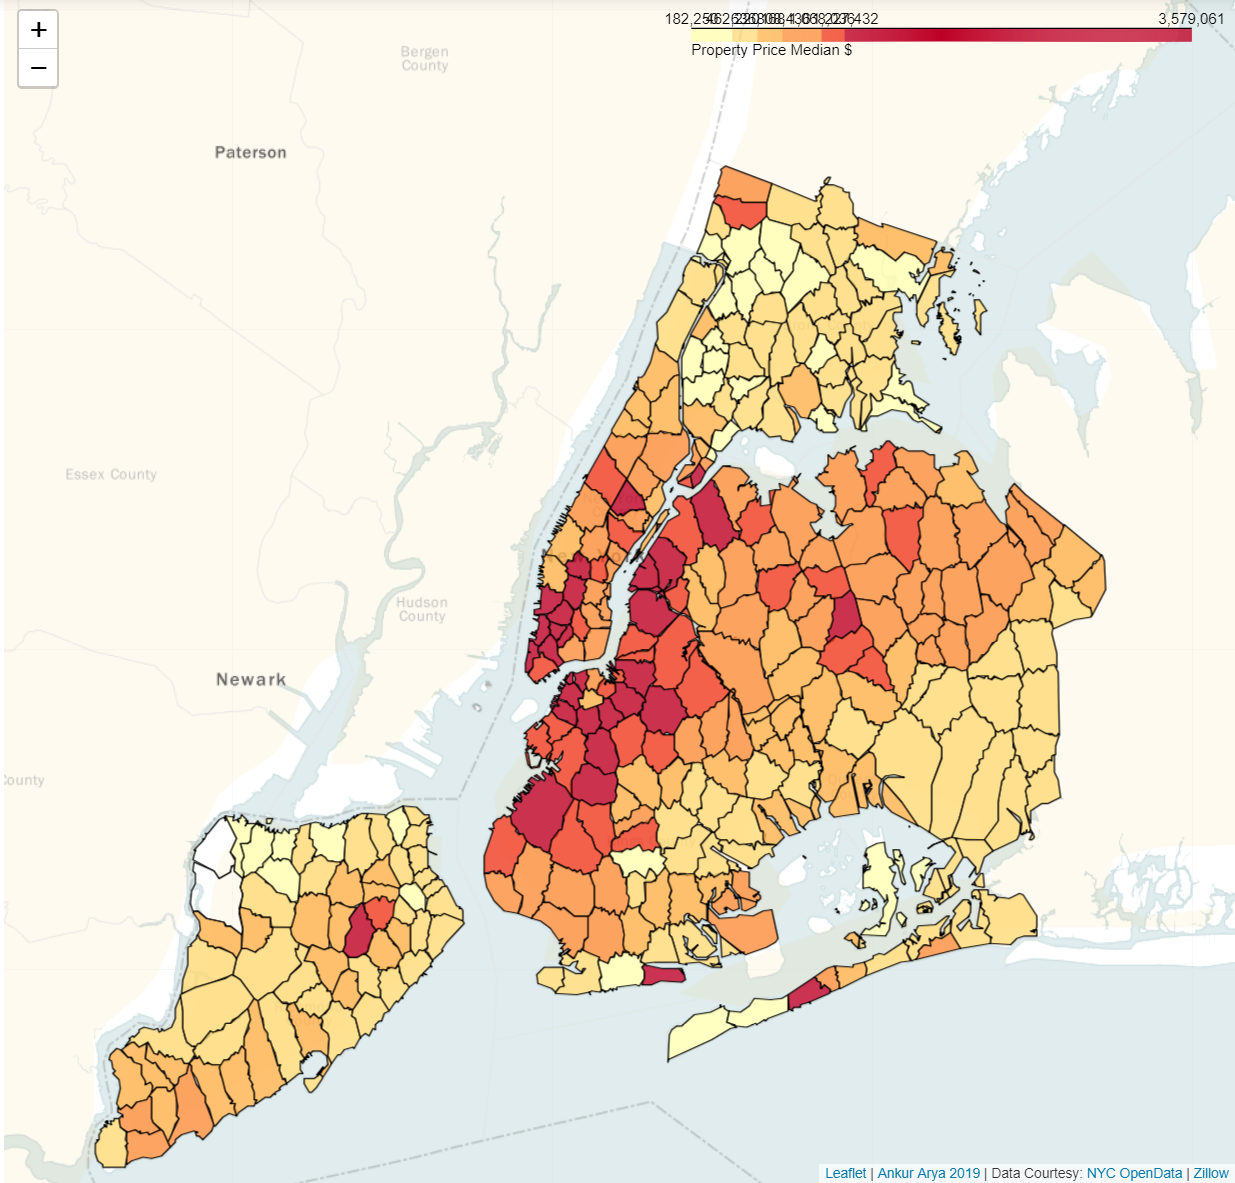 +
−
182,250
3,579,061
Property Price Median $
Bergen
County
Paterson
Essex County
Hudson
County
Newark
County
Leaflet | Ankur Arya 2019 | Data Courtesy: NYC OpenData | Zillow